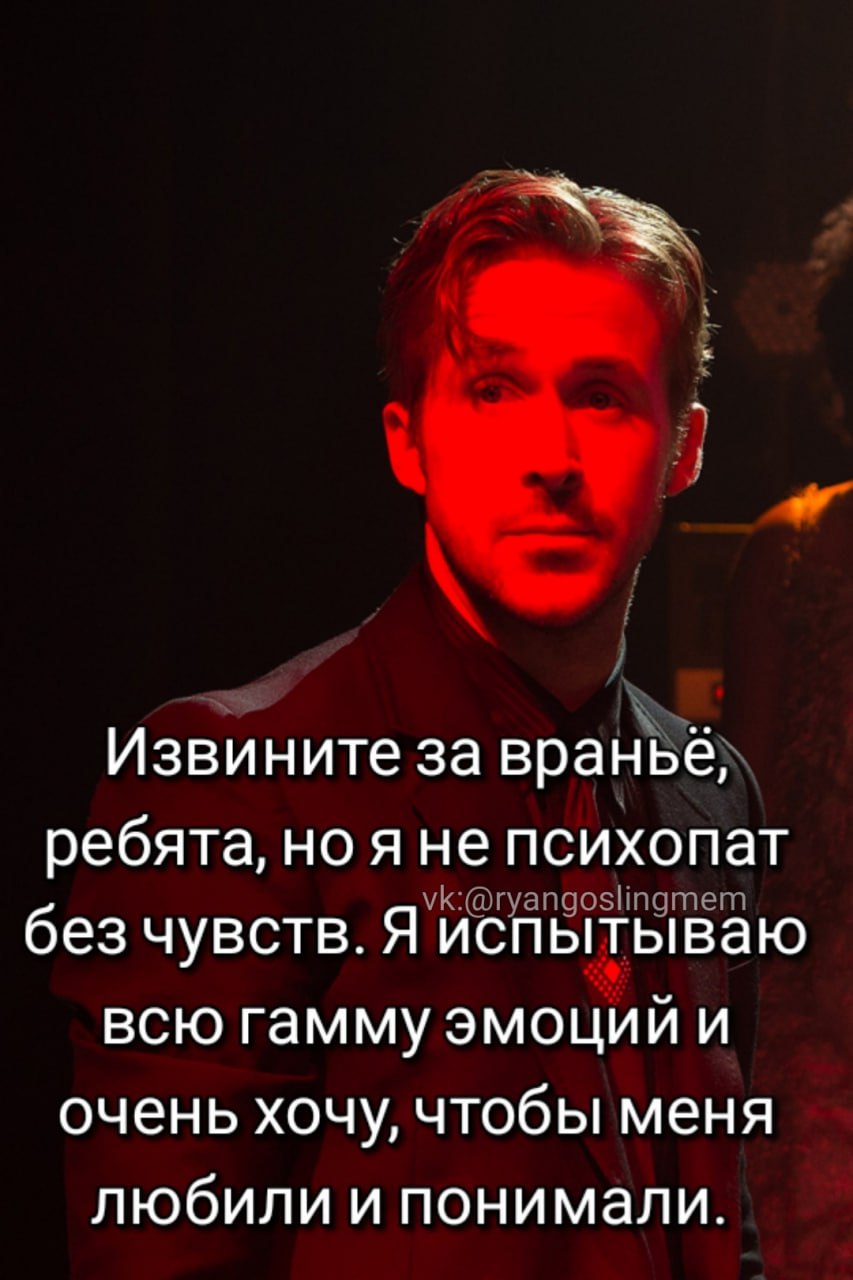 Извините за враньё,
ребята, но я не психопат
vk:@ryangoslingmem
без чувств. Я испытываю
всю гамму эмоций и
очень хочу, чтобы меня
любили и понимали.